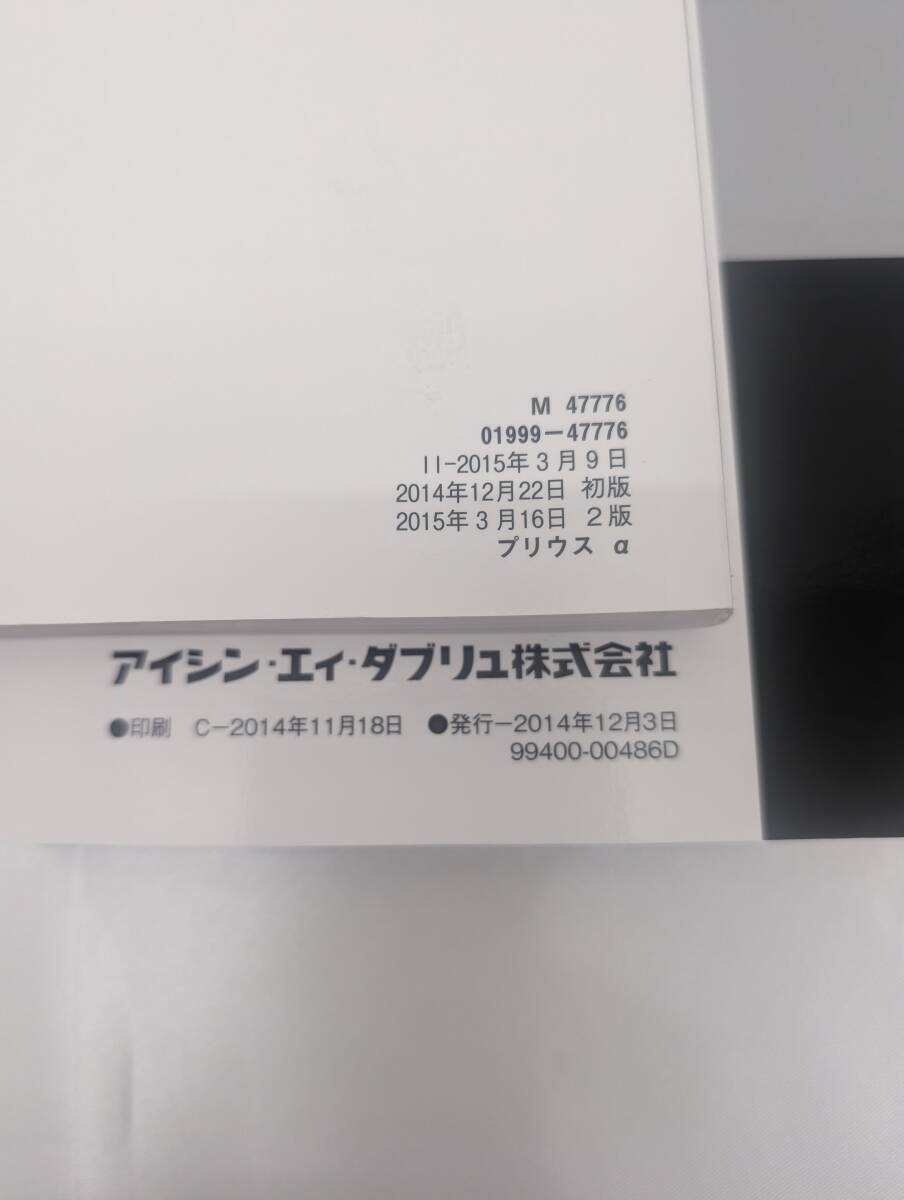 M 47776
01999-47776
II-2015年3月9日
2014年12月22日 初版
2015年3月16日 2版
プリウス α
アイシン・エィ・ダブリュ株式会社
●印刷 C-2014年11月18日 ●発行-2014年12月3日
99400-00486D